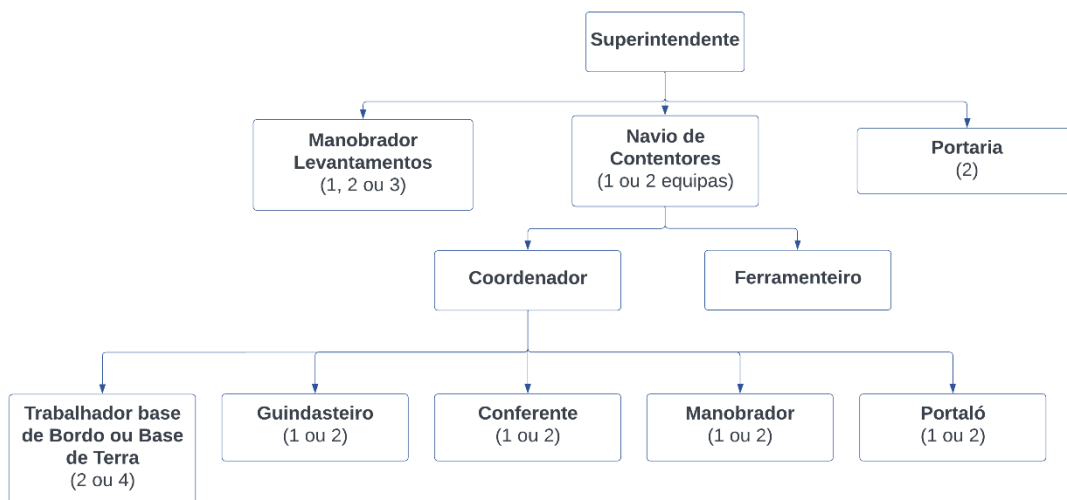 Superintendente
Manobrador
Levantamentos
(1, 2 ou 3)
Navio de
Contentores
(1 ou 2 equipas)
Portaria
(2)
Coordenador
Ferramenteiro
Trabalhador base
de Bordo ou Base
de Terra
(2 ou 4)
Guindasteiro
(1 ou 2)
Conferente
(1 ou 2)
Manobrador
(1 ou 2)
Portaló
(1 ou 2)